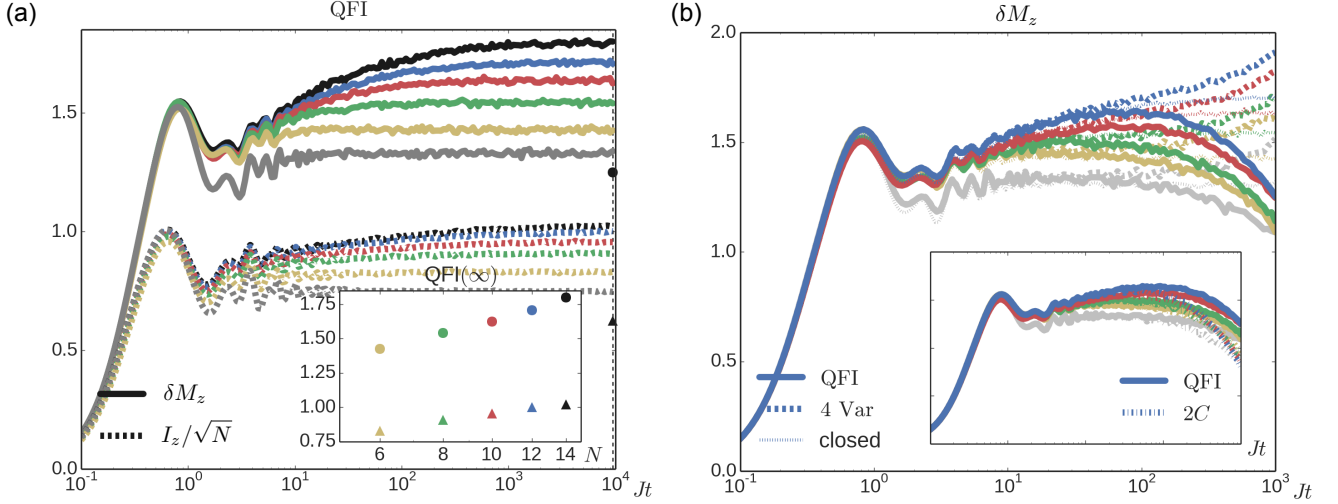 (a)
QFI
1.5
1.0
0.5
0.0
10^-1
10^0
10^1
10^2
10^3
10^4
Jt
δM_z
I_z/√N
QFI(∞)
1.75
1.50
1.25
1.00
0.75
6
8
10
12
14
N
(b)
δM_z
2.0
1.5
1.0
0.5
0.0
10^-1
10^0
10^1
10^2
10^3
Jt
QFI
4 Var
closed
QFI
2C
Jt